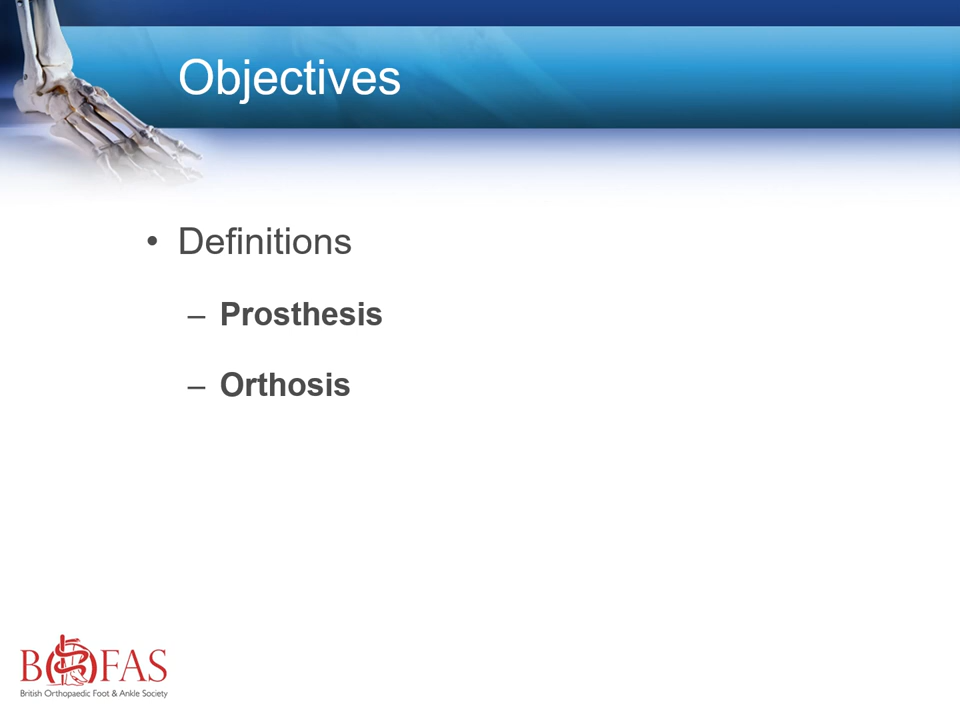 Objectives
• Definitions
– Prosthesis
– Orthosis
BOFAS
British Orthopaedic Foot & Ankle Society